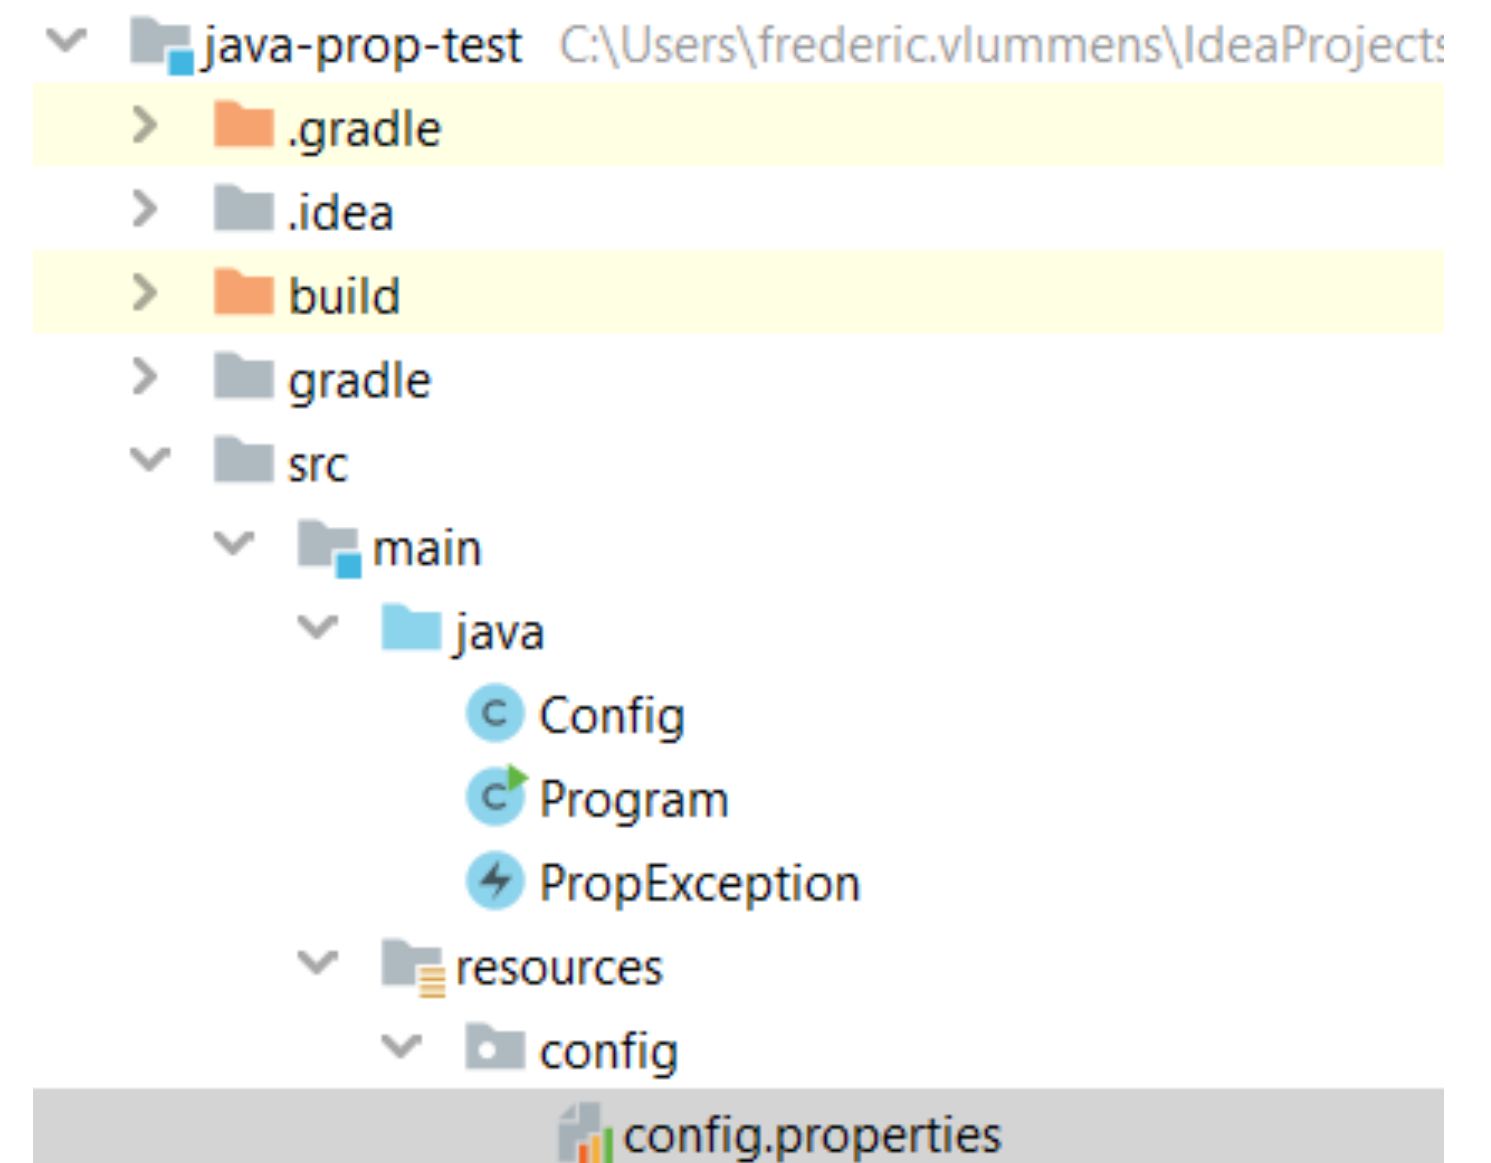 java-prop-test C:\Users\frederic.vlummens\IdeaProjects
.gradle
.idea
build
gradle
src
main
java
Config
Program
PropException
resources
config
config.properties